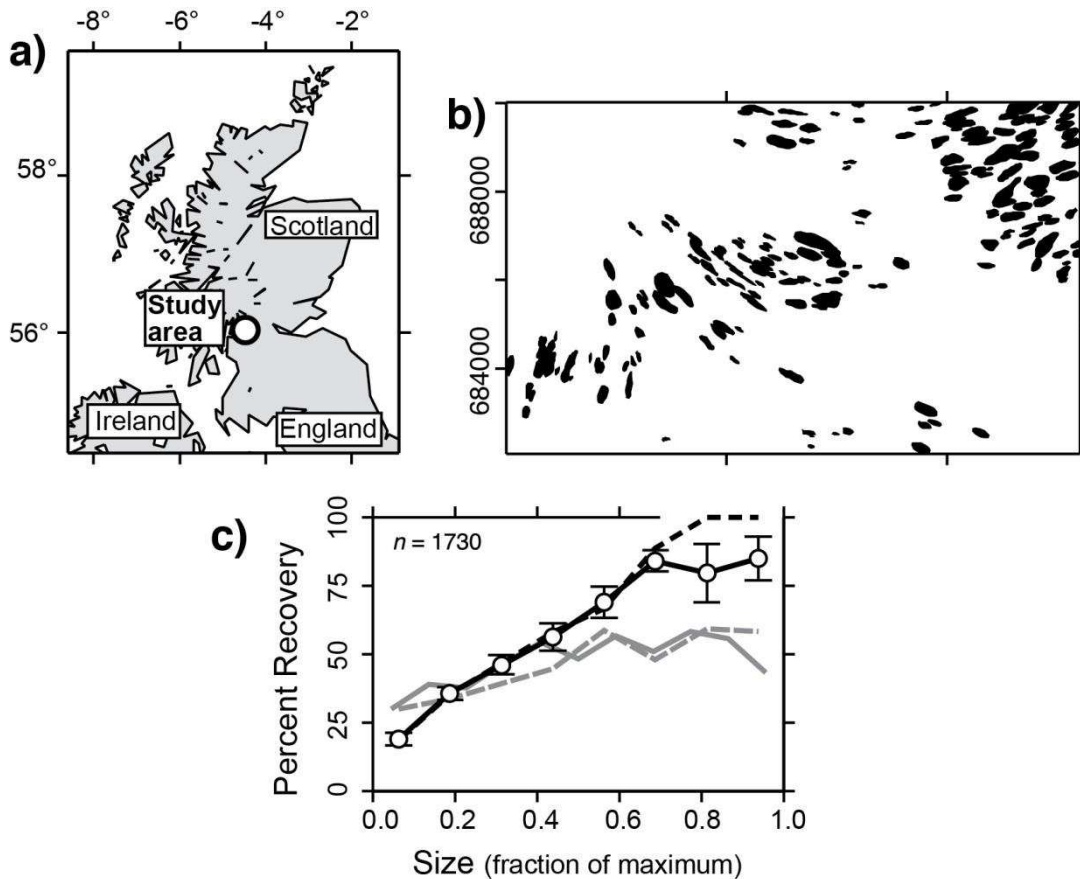 a)
-8° -6° -4° -2°
58°
56°
Scotland
Study
area
Ireland
England
b)
688000
684000
c)
n = 1730
Percent Recovery
100
75
50
25
0
0.0 0.2 0.4 0.6 0.8 1.0
Size (fraction of maximum)